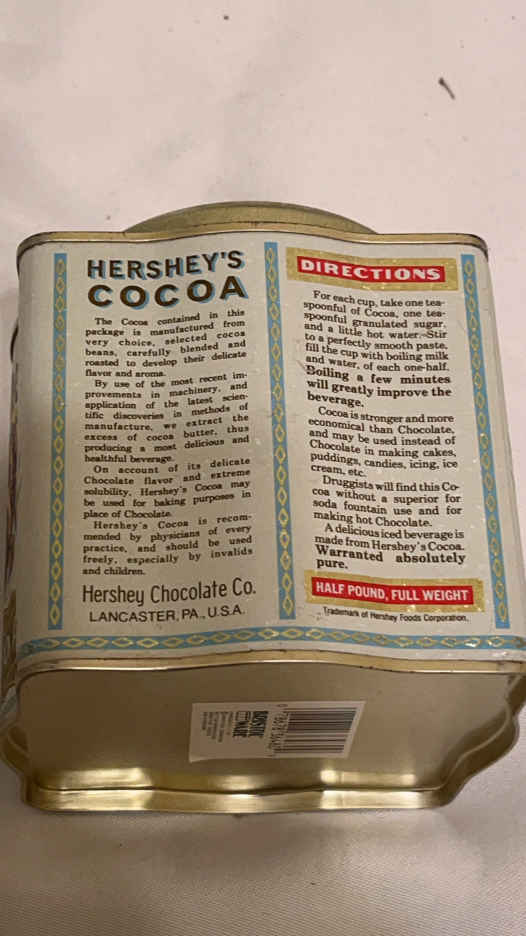 HERSHEY'S
COCOA
The Cocoa contained in this
package is manufactured from
very choice, selected cocoa
beans, carefully blended and
roasted to develop their delicate
flavor and aroma.
By use of the most recent im-
provements in machinery, and
application of the latest scien-
tific discoveries in methods of
manufacture, we extract the
excess of cocoa butter, thus
producing a most delicious and
healthful beverage.
On account of its delicate
Chocolate flavor and extreme
solubility, Hershey's Cocoa may
be used for baking purposes in
place of Chocolate.
Hershey's Cocoa is recom-
mended by physicians of every
practice, and should be used
freely, especially by invalids
and children.
Hershey Chocolate Co.
LANCASTER, PA., U.S.A.
DIRECTIONS
For each cup, take one tea-
spoonful of Cocoa, one tea-
spoonful granulated sugar,
and a little hot water.—Stir
to a perfectly smooth paste,
fill the cup with boiling milk
and water, of each one-half.
Boiling a few minutes
will greatly improve the
beverage.
Cocoa is stronger and more
economical than Chocolate,
and may be used instead of
Chocolate in making cakes,
puddings, candies, icing, ice
cream, etc.
Druggists will find this Co-
coa without a superior for
soda fountain use and for
making hot Chocolate.
A delicious iced beverage is
made from Hershey's Cocoa.
Warranted absolutely
pure.
HALF POUND, FULL WEIGHT
Trademark of Hershey Foods Corporation.